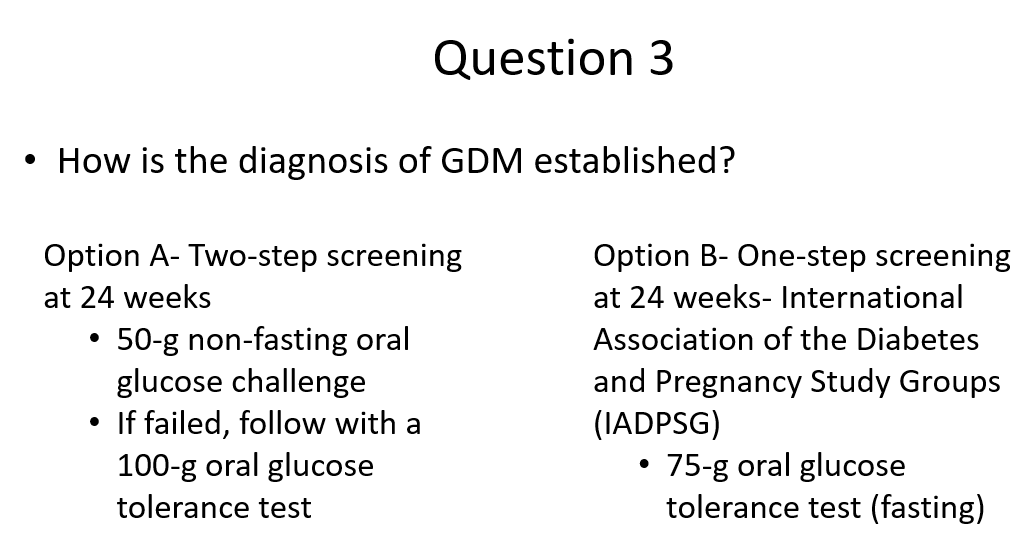 Question 3
• How is the diagnosis of GDM established?
Option A- Two-step screening
at 24 weeks
• 50-g non-fasting oral
glucose challenge
• If failed, follow with a
100-g oral glucose
tolerance test
Option B- One-step screening
at 24 weeks- International
Association of the Diabetes
and Pregnancy Study Groups
(IADPSG)
• 75-g oral glucose
tolerance test (fasting)